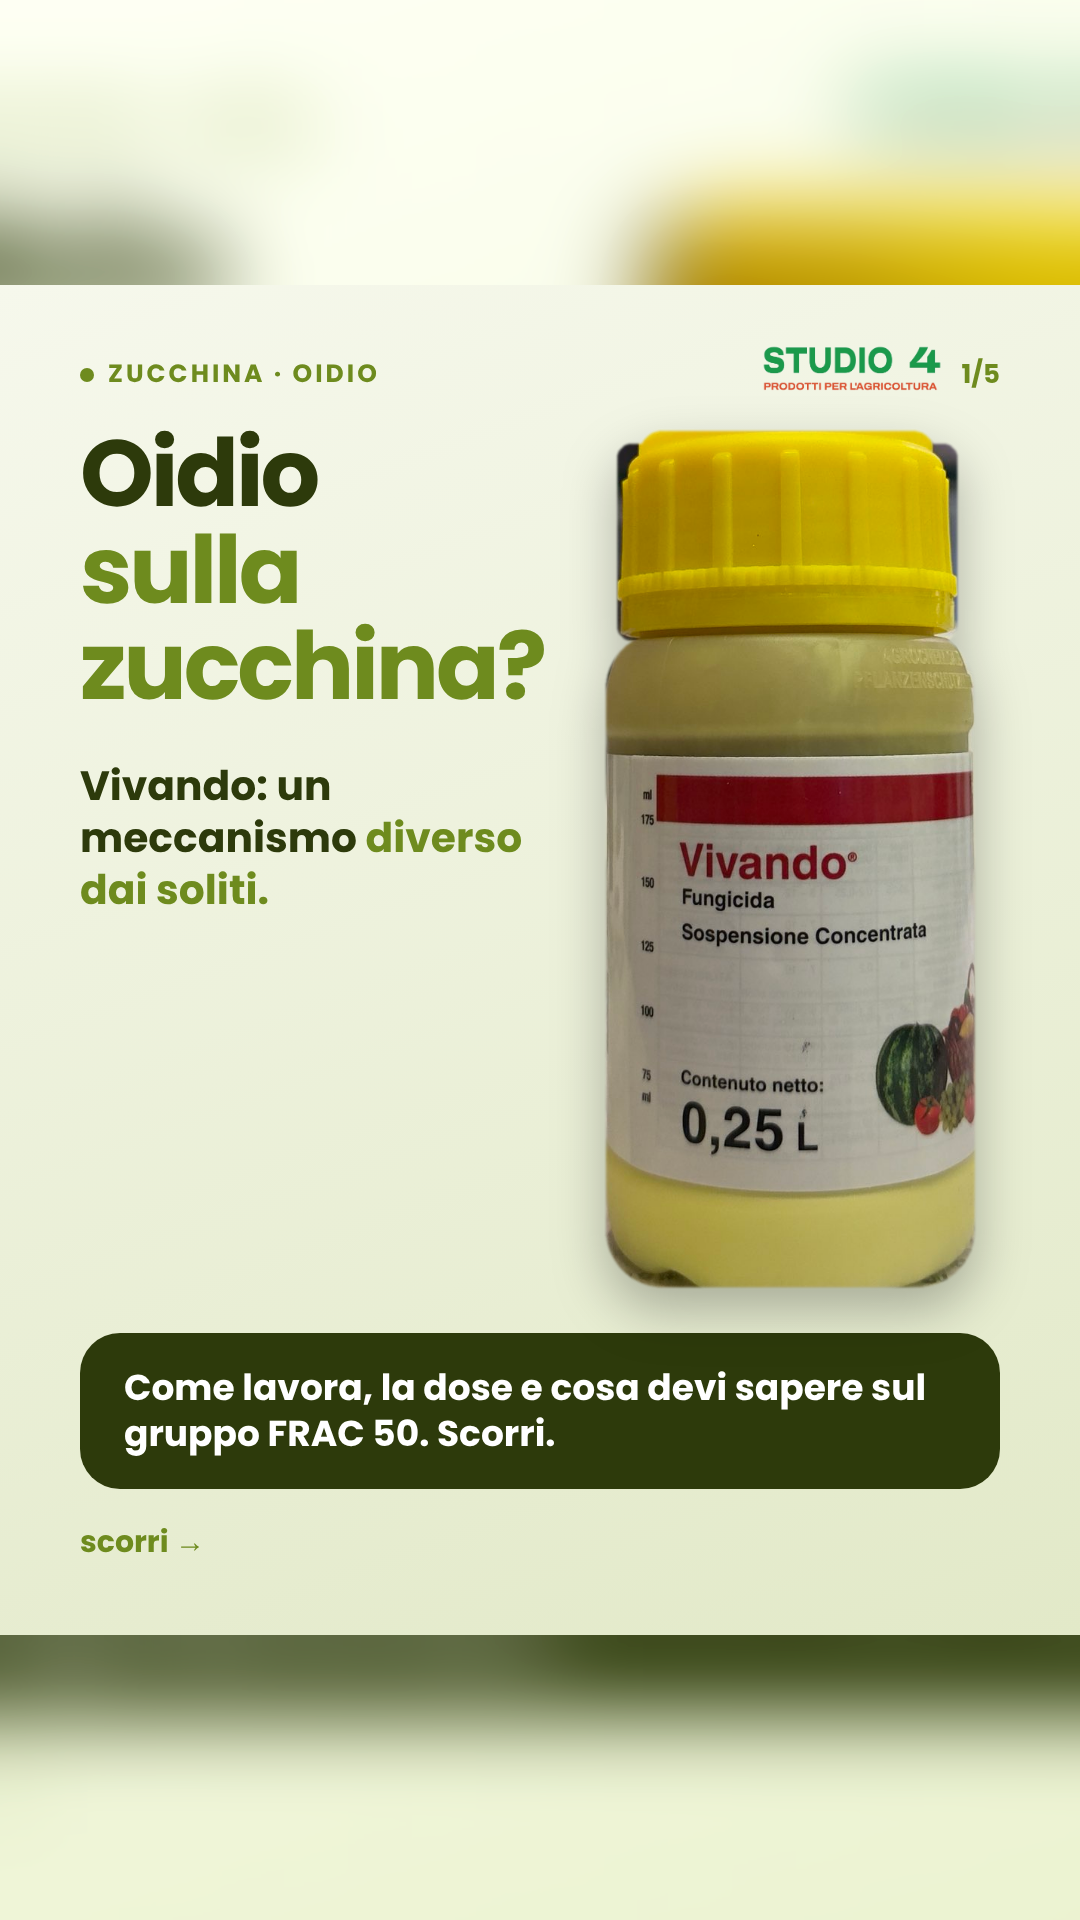 ZUCCHINA · OIDIO
STUDIO 4
PRODOTTI PER L'AGRICOLTURA
1/5
Oidio
sulla
zucchina?
Vivando: un
meccanismo diverso
dai soliti.
ml
175
150
125
100
75
ml
Vivando®
Fungicida
Sospensione Concentrata
Contenuto netto:
0,25 L
Come lavora, la dose e cosa devi sapere sul
gruppo FRAC 50. Scorri.
scorri →